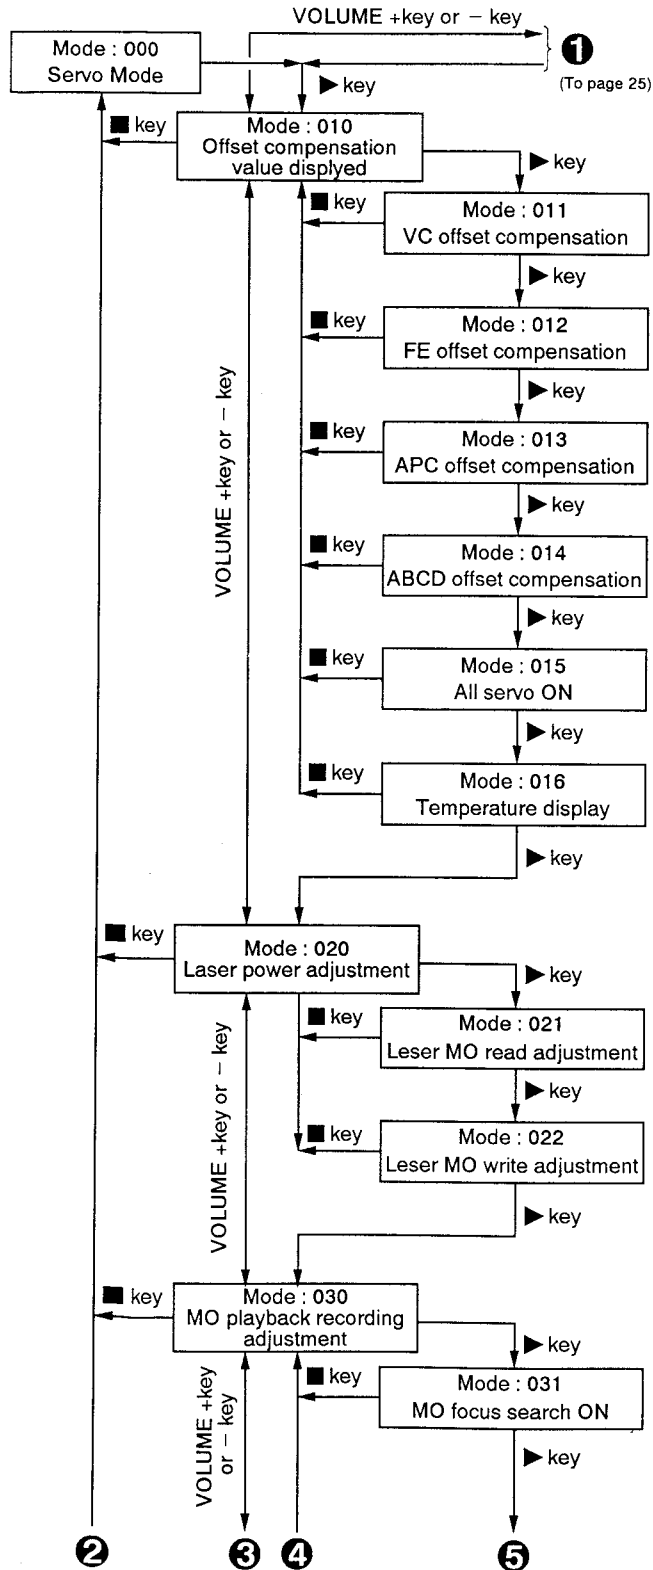 VOLUME +key or − key
Mode : 000
Servo Mode
❶
(To page 25)
▶ key
■ key
Mode : 010
Offset compensation
value displyed
▶ key
■ key
Mode : 011
VC offset compensation
▶ key
■ key
Mode : 012
FE offset compensation
▶ key
VOLUME +key or − key
■ key
Mode : 013
APC offset compensation
▶ key
■ key
Mode : 014
ABCD offset compensation
▶ key
■ key
Mode : 015
All servo ON
▶ key
■ key
Mode : 016
Temperature display
▶ key
■ key
Mode : 020
Laser power adjustment
▶ key
■ key
Mode : 021
Leser MO read adjustment
▶ key
VOLUME +key or − key
■ key
Mode : 022
Leser MO write adjustment
▶ key
■ key
Mode : 030
MO playback recording
adjustment
▶ key
VOLUME +key
or − key
■ key
Mode : 031
MO focus search ON
▶ key
❷ ❸ ❹ ❺